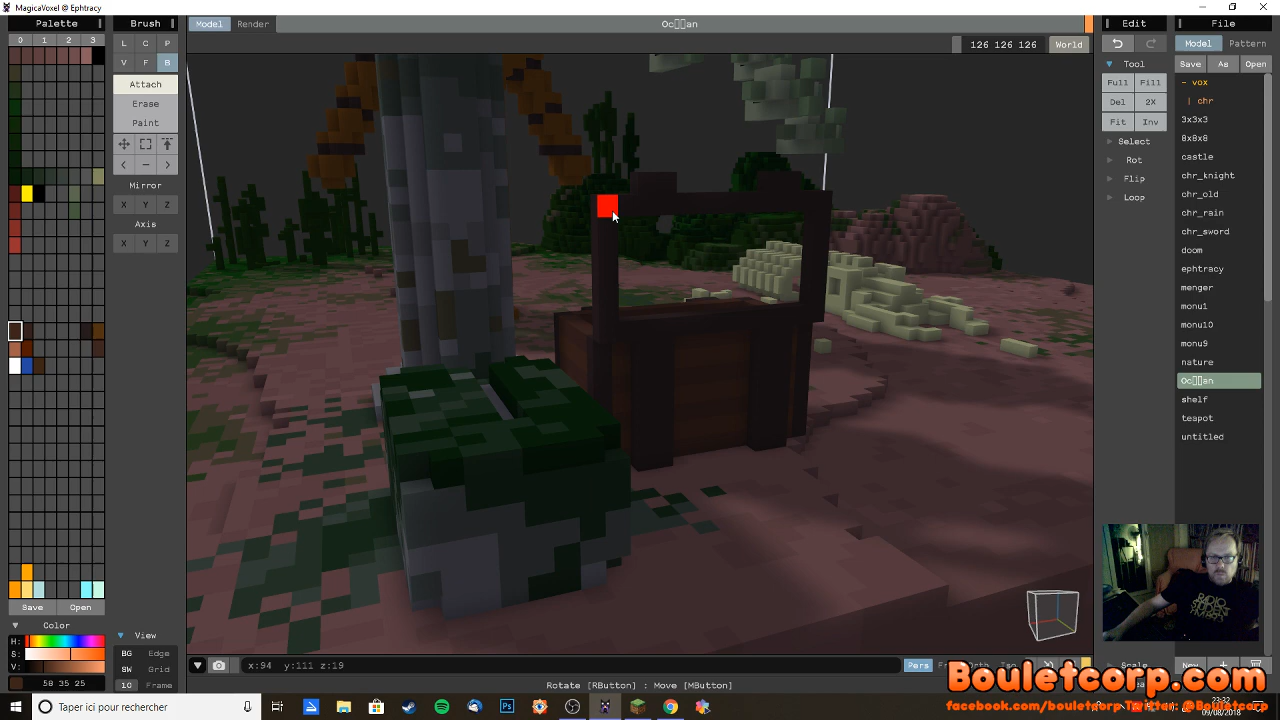 MagicaVoxel @ Ephtracy
Palette
0 1 2 3
Save Open
Color
H:
S:
V:
58 35 25
Brush
L C P
V F B
Attach
Erase
Paint
Mirror
X Y Z
Axis
X Y Z
View
BG Edge
SW Grid
10 Frame
Model Render
126 126 126 World
x:94 y:111 z:19
Pers
Rotate [RButton] : Move [MButton]
Edit
Tool
Full Fill
Del 2X
Fit Inv
Select
Rot
Flip
Loop
File
Model Pattern
Save As Open
- vox
| chr
3x3x3
8x8x8
castle
chr_knight
chr_old
chr_rain
chr_sword
doom
ephtracy
menger
monu1
monu10
monu9
nature
shelf
teapot
untitled
Bouletcorp.com
facebook.com/bouletcorp Twitter: @Bouletcorp
Taper ici pour rechercher
09/08/2018